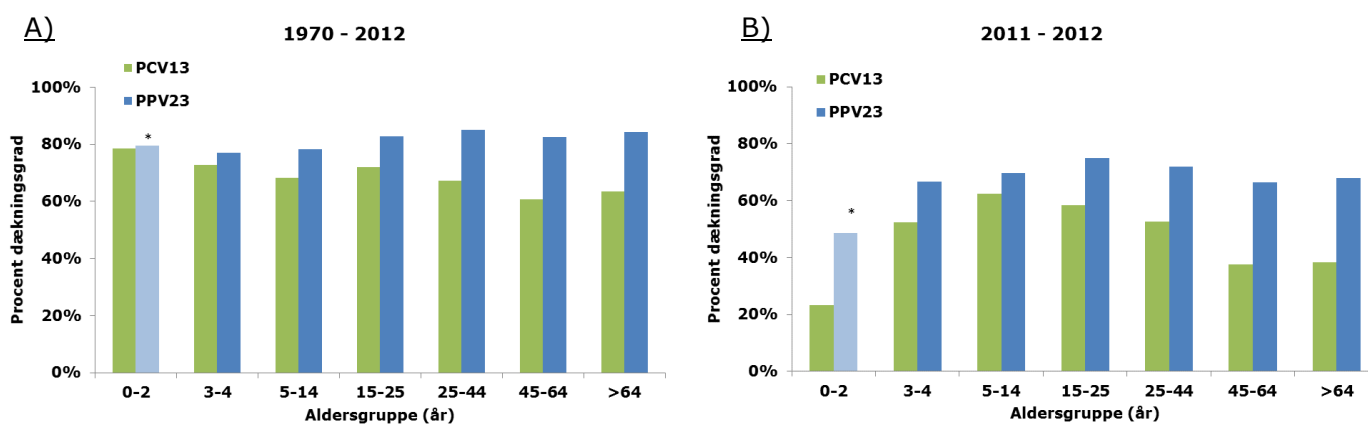 A)
1970 - 2012
PCV13
PPV23
100%
80%
60%
40%
20%
0%
Procent dækningsgrad
*
0-2 3-4 5-14 15-25 25-44 45-64 >64
Aldersgruppe (år)
B)
2011 - 2012
PCV13
PPV23
100%
80%
60%
40%
20%
0%
Procent dækningsgrad
*
0-2 3-4 5-14 15-25 25-44 45-64 >64
Aldersgruppe (år)